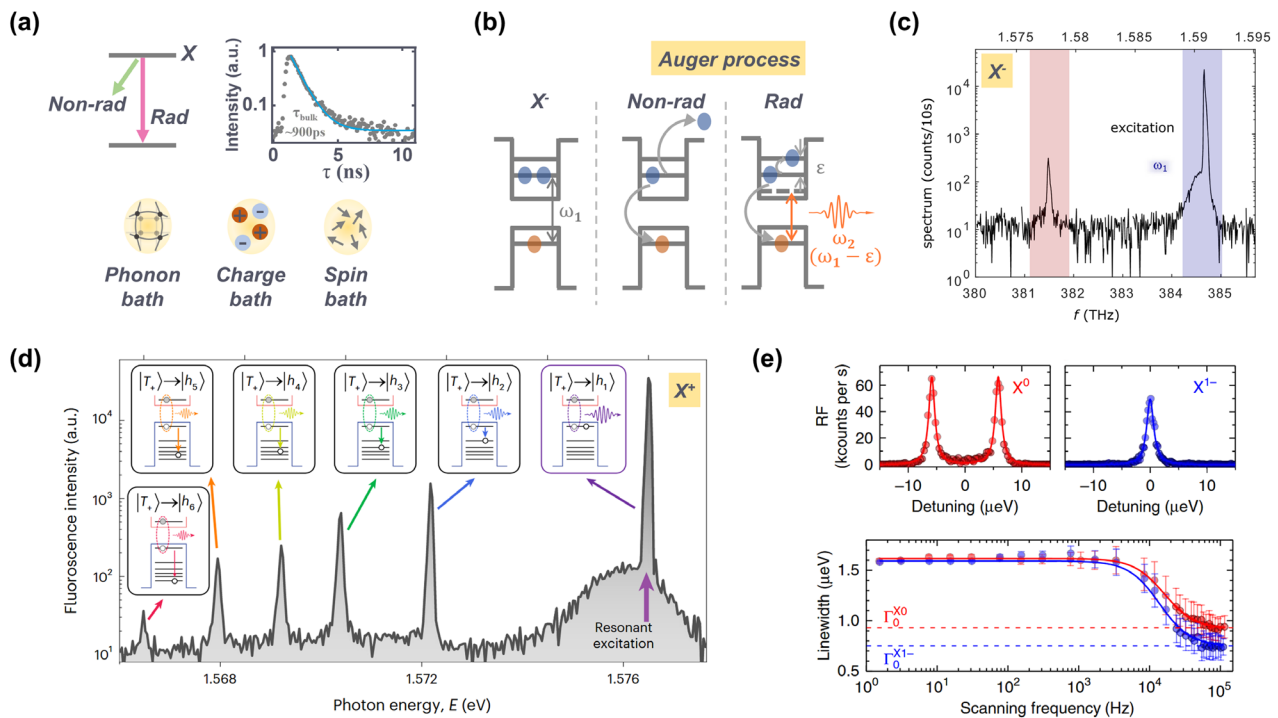 (a)
X
Non-rad
Rad
Intensity (a.u.)
1
0.1
τbulk
~900ps
0 5 10
τ (ns)
Phonon
bath
Charge
bath
Spin
bath
(b)
Auger process
X-
Non-rad
Rad
ω1
ε
ω2
(ω1 − ε)
(c)
1.575 1.58 1.585 1.59 1.595
X-
excitation
ω1
spectrum (counts/10s)
10^4
10^3
10^2
10^1
10^0
380 381 382 383 384 385
f (THz)
(d)
|T+⟩→|h5⟩
|T+⟩→|h4⟩
|T+⟩→|h3⟩
|T+⟩→|h2⟩
|T+⟩→|h1⟩
X+
|T+⟩→|h6⟩
Resonant
excitation
Fluoroscence intensity (a.u.)
10^4
10^3
10^2
10^1
1.568 1.572 1.576
Photon energy, E (eV)
(e)
RF
(kcounts per s)
60
40
20
0
X0
X1−
−10 0 10
Detuning (μeV)
−10 0 10
Detuning (μeV)
Linewidth (μeV)
1.5
1.0
0.5
Γ0^X0
Γ0^X1−
10^0 10^1 10^2 10^3 10^4 10^5
Scanning frequency (Hz)